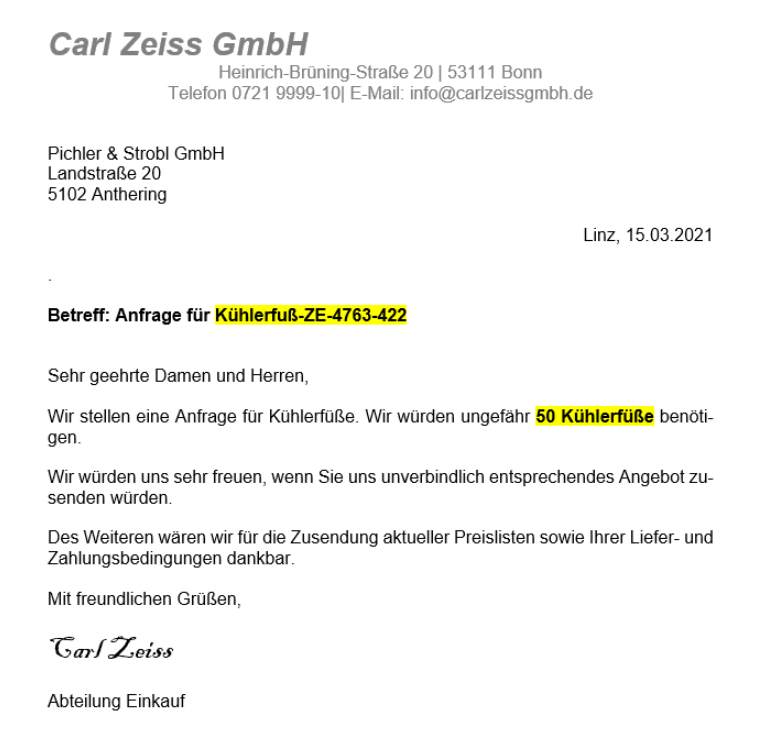 Carl Zeiss GmbH
Heinrich-Brüning-Straße 20 | 53111 Bonn
Telefon 0721 9999-10| E-Mail: info@carlzeissgmbh.de
Pichler & Strobl GmbH
Landstraße 20
5102 Anthering
Linz, 15.03.2021
.
Betreff: Anfrage für Kühlerfuß-ZE-4763-422
Sehr geehrte Damen und Herren,
Wir stellen eine Anfrage für Kühlerfüße. Wir würden ungefähr 50 Kühlerfüße benöti-
gen.
Wir würden uns sehr freuen, wenn Sie uns unverbindlich entsprechendes Angebot zu-
senden würden.
Des Weiteren wären wir für die Zusendung aktueller Preislisten sowie Ihrer Liefer- und
Zahlungsbedingungen dankbar.
Mit freundlichen Grüßen,
Carl Zeiss
Abteilung Einkauf